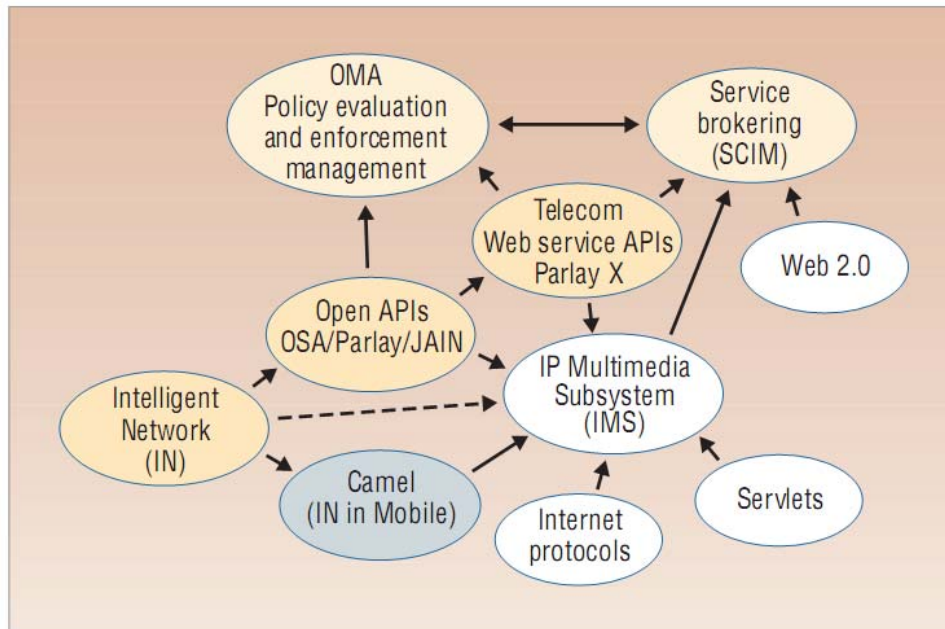 OMA
Policy evaluation
and enforcement
management
Service
brokering
(SCIM)
Telecom
Web service APIs
Parlay X
Web 2.0
Open APIs
OSA/Parlay/JAIN
IP Multimedia
Subsystem
(IMS)
Intelligent
Network
(IN)
Camel
(IN in Mobile)
Internet
protocols
Servlets